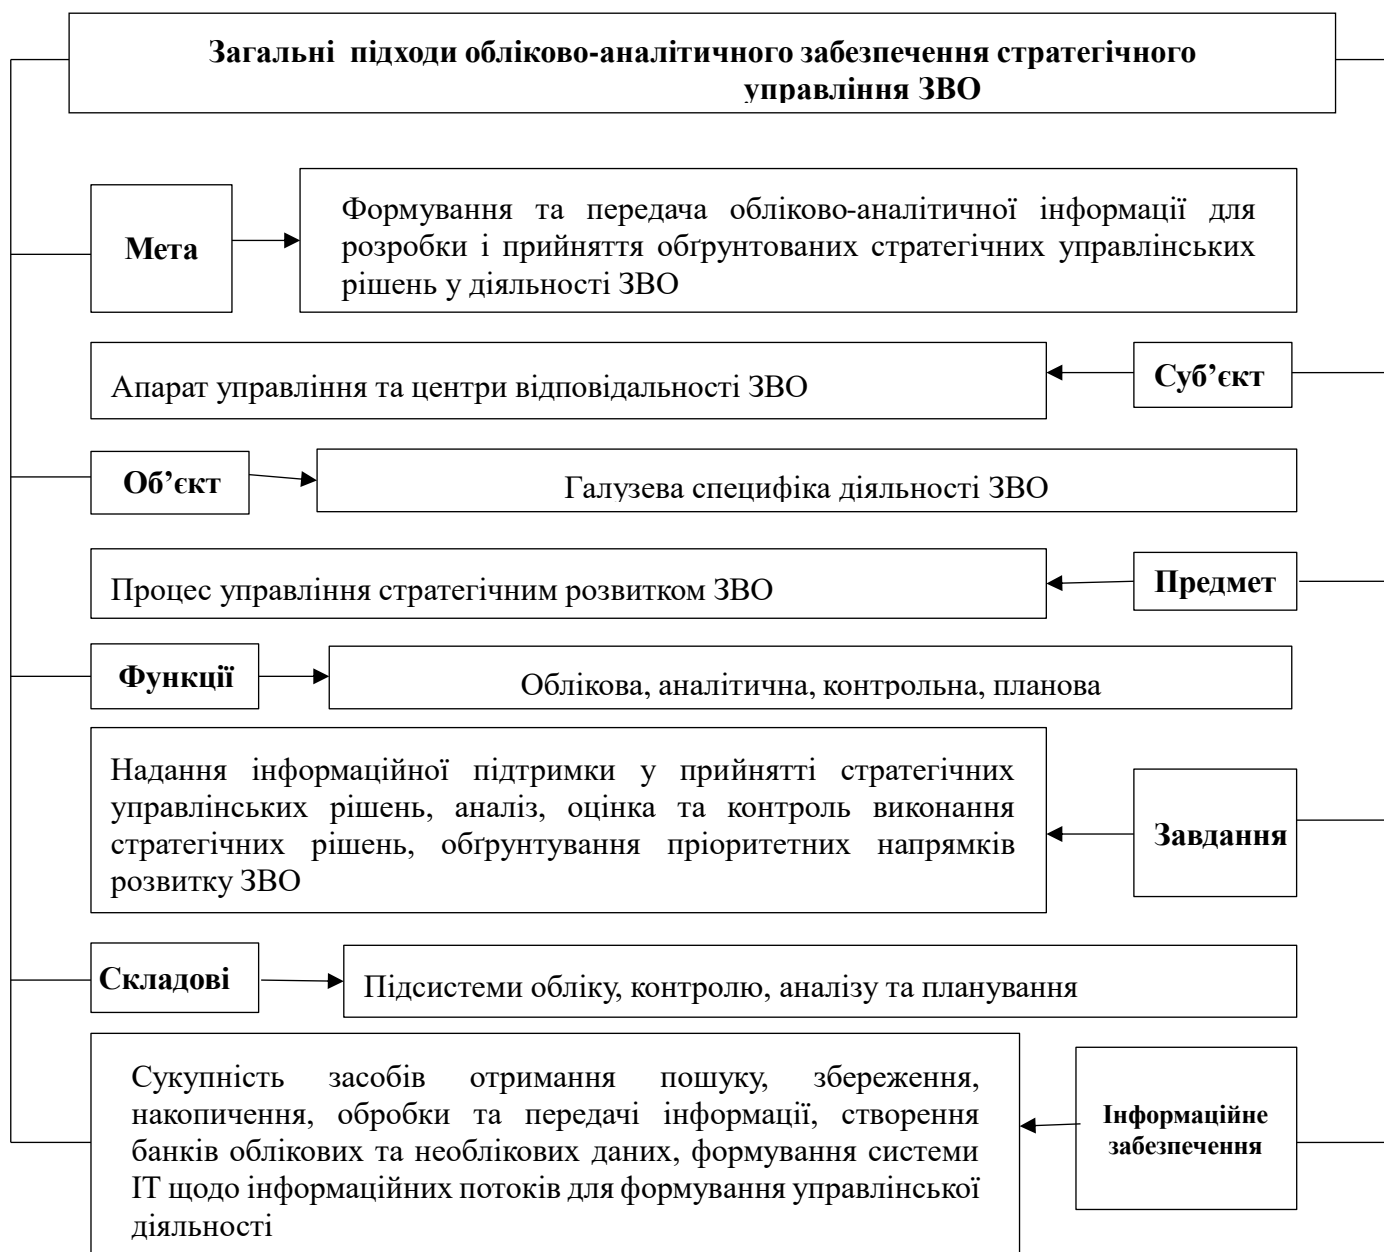 Загальні підходи обліково-аналітичного забезпечення стратегічного
управління ЗВО
Мета
Формування та передача обліково-аналітичної інформації для
розробки і прийняття обґрунтованих стратегічних управлінських
рішень у діяльності ЗВО
Апарат управління та центри відповідальності ЗВО
Суб’єкт
Об’єкт
Галузева специфіка діяльності ЗВО
Процес управління стратегічним розвитком ЗВО
Предмет
Функції
Облікова, аналітична, контрольна, планова
Надання інформаційної підтримки у прийнятті стратегічних
управлінських рішень, аналіз, оцінка та контроль виконання
стратегічних рішень, обґрунтування пріоритетних напрямків
розвитку ЗВО
Завдання
Складові
Підсистеми обліку, контролю, аналізу та планування
Сукупність засобів отримання пошуку, збереження,
накопичення, обробки та передачі інформації, створення
банків облікових та необлікових даних, формування системи
ІТ щодо інформаційних потоків для формування управлінської
діяльності
Інформаційне
забезпечення